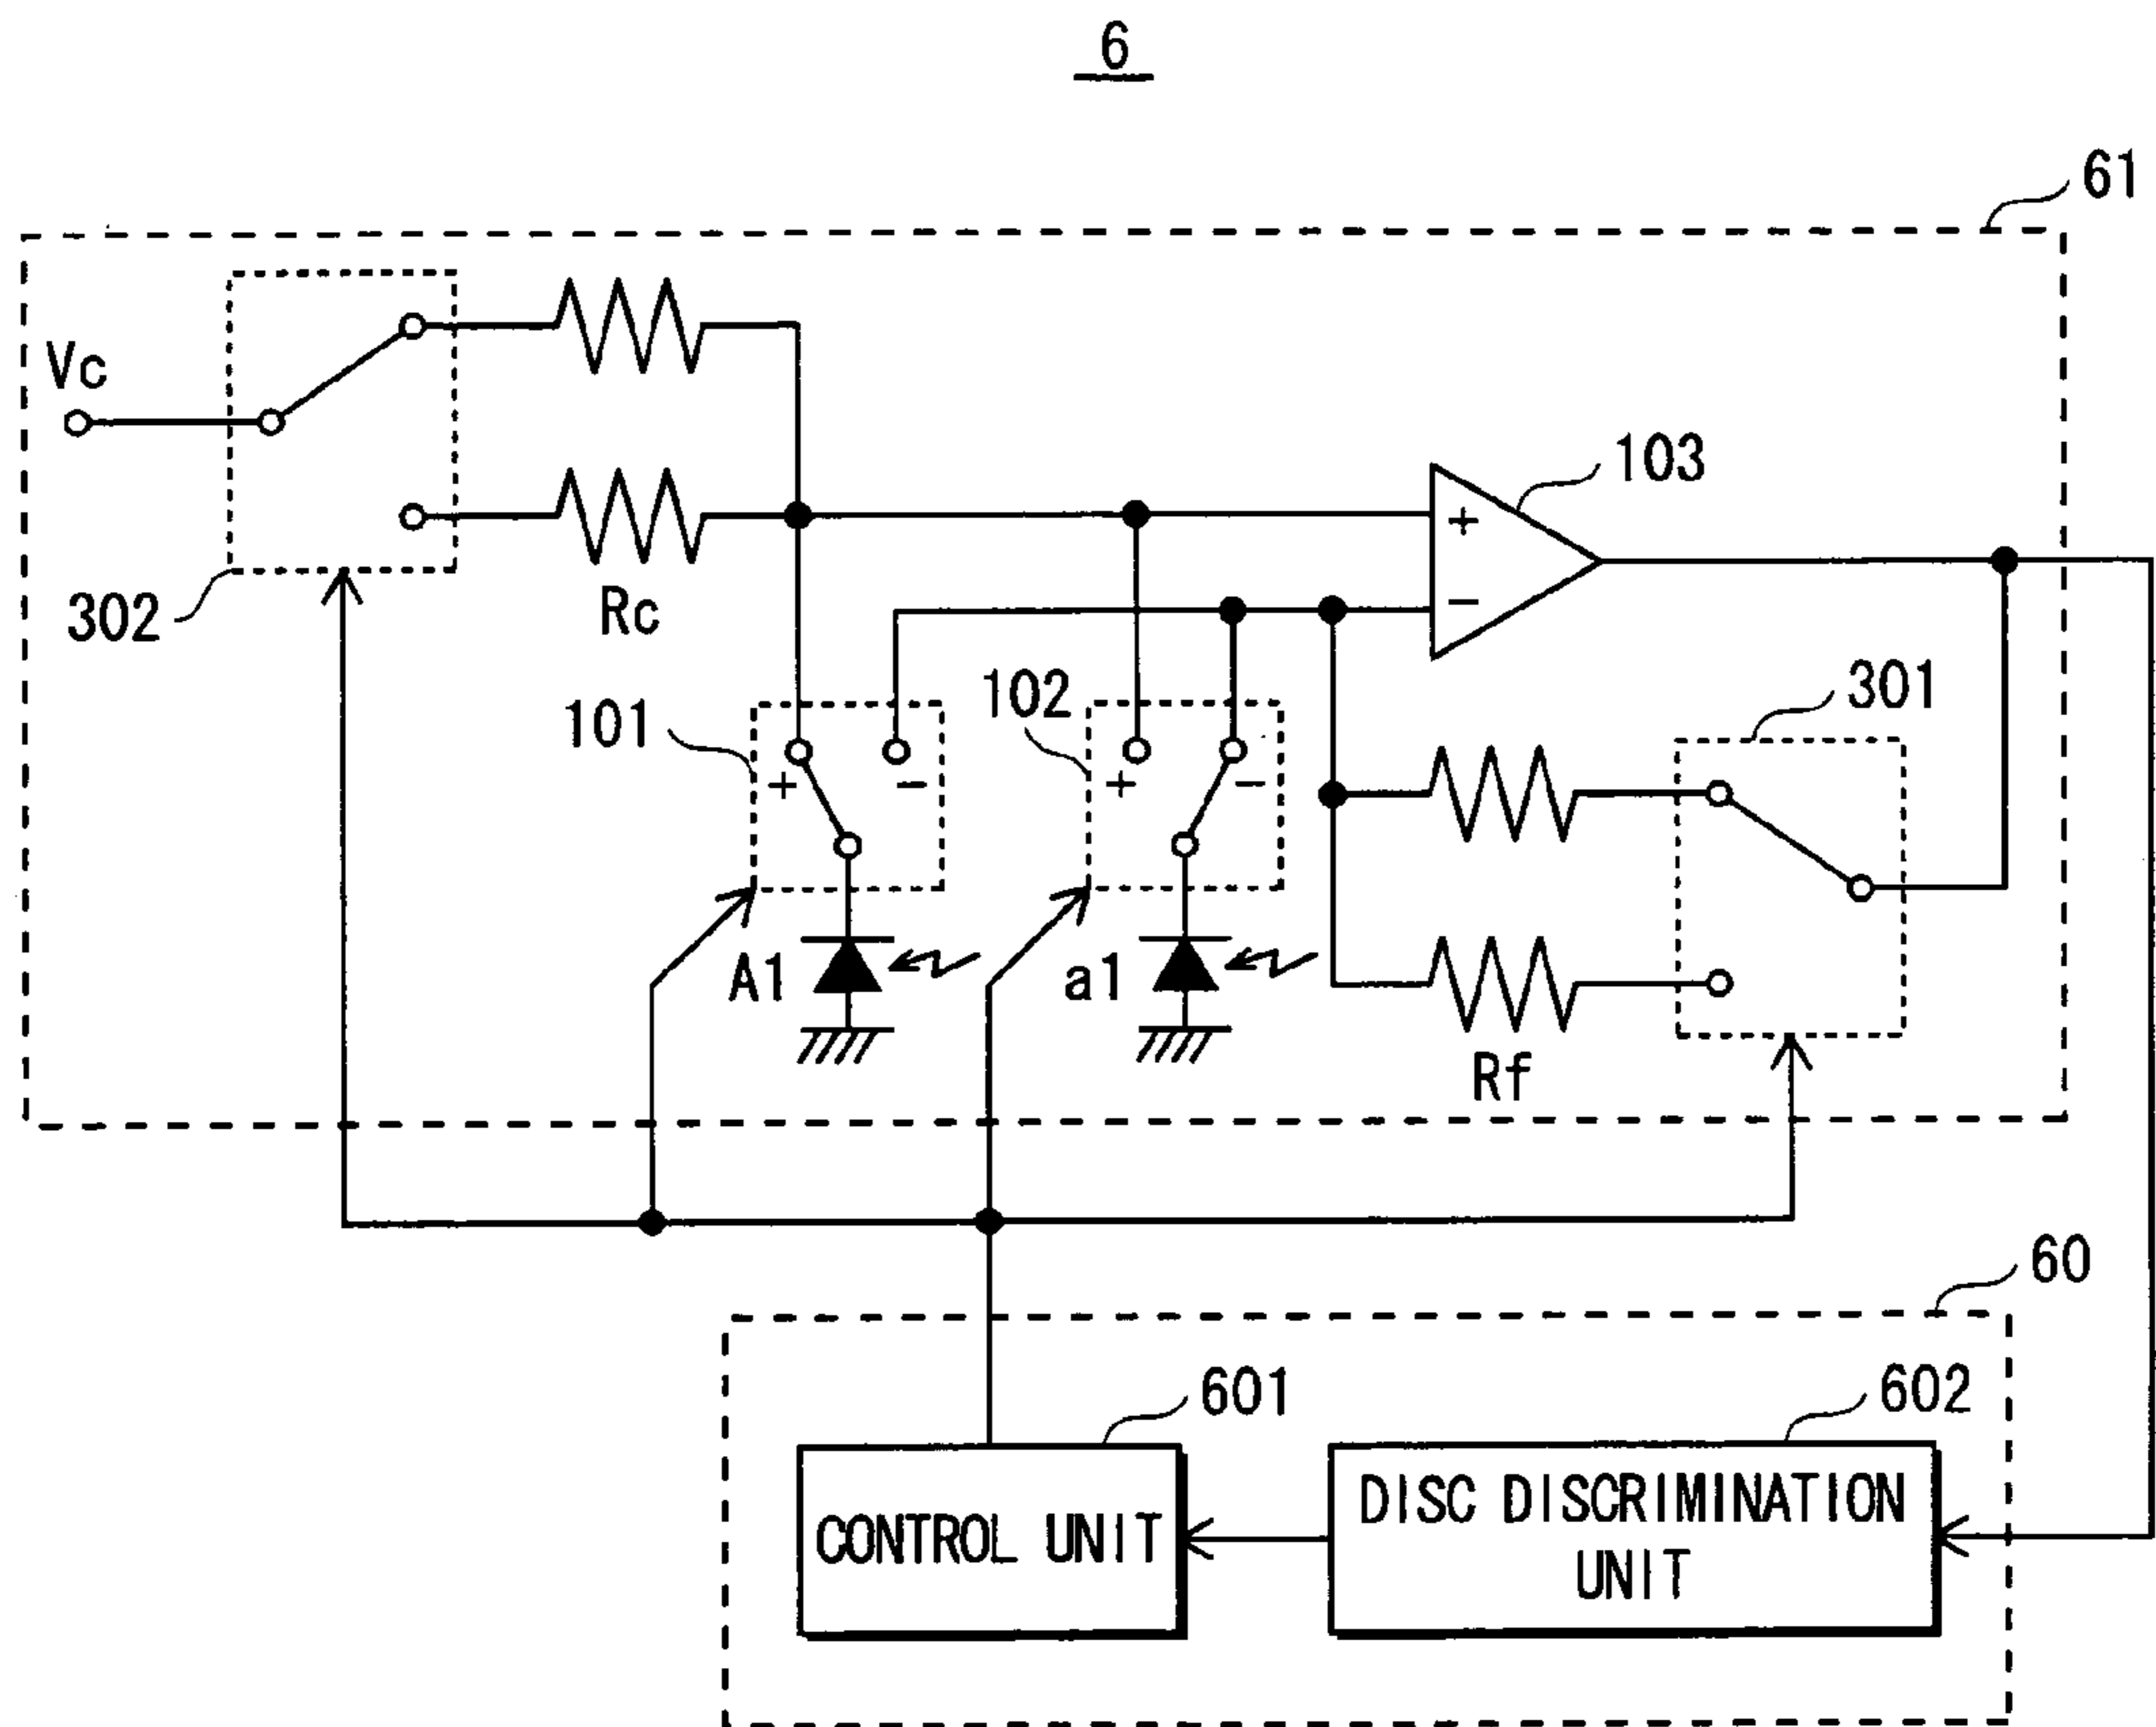 6
61
Vc
302
Rc
103
+
−
101
102
301
+
−
+
−
A1
a1
Rf
60
601
602
CONTROL UNIT
DISC DISCRIMINATION
UNIT